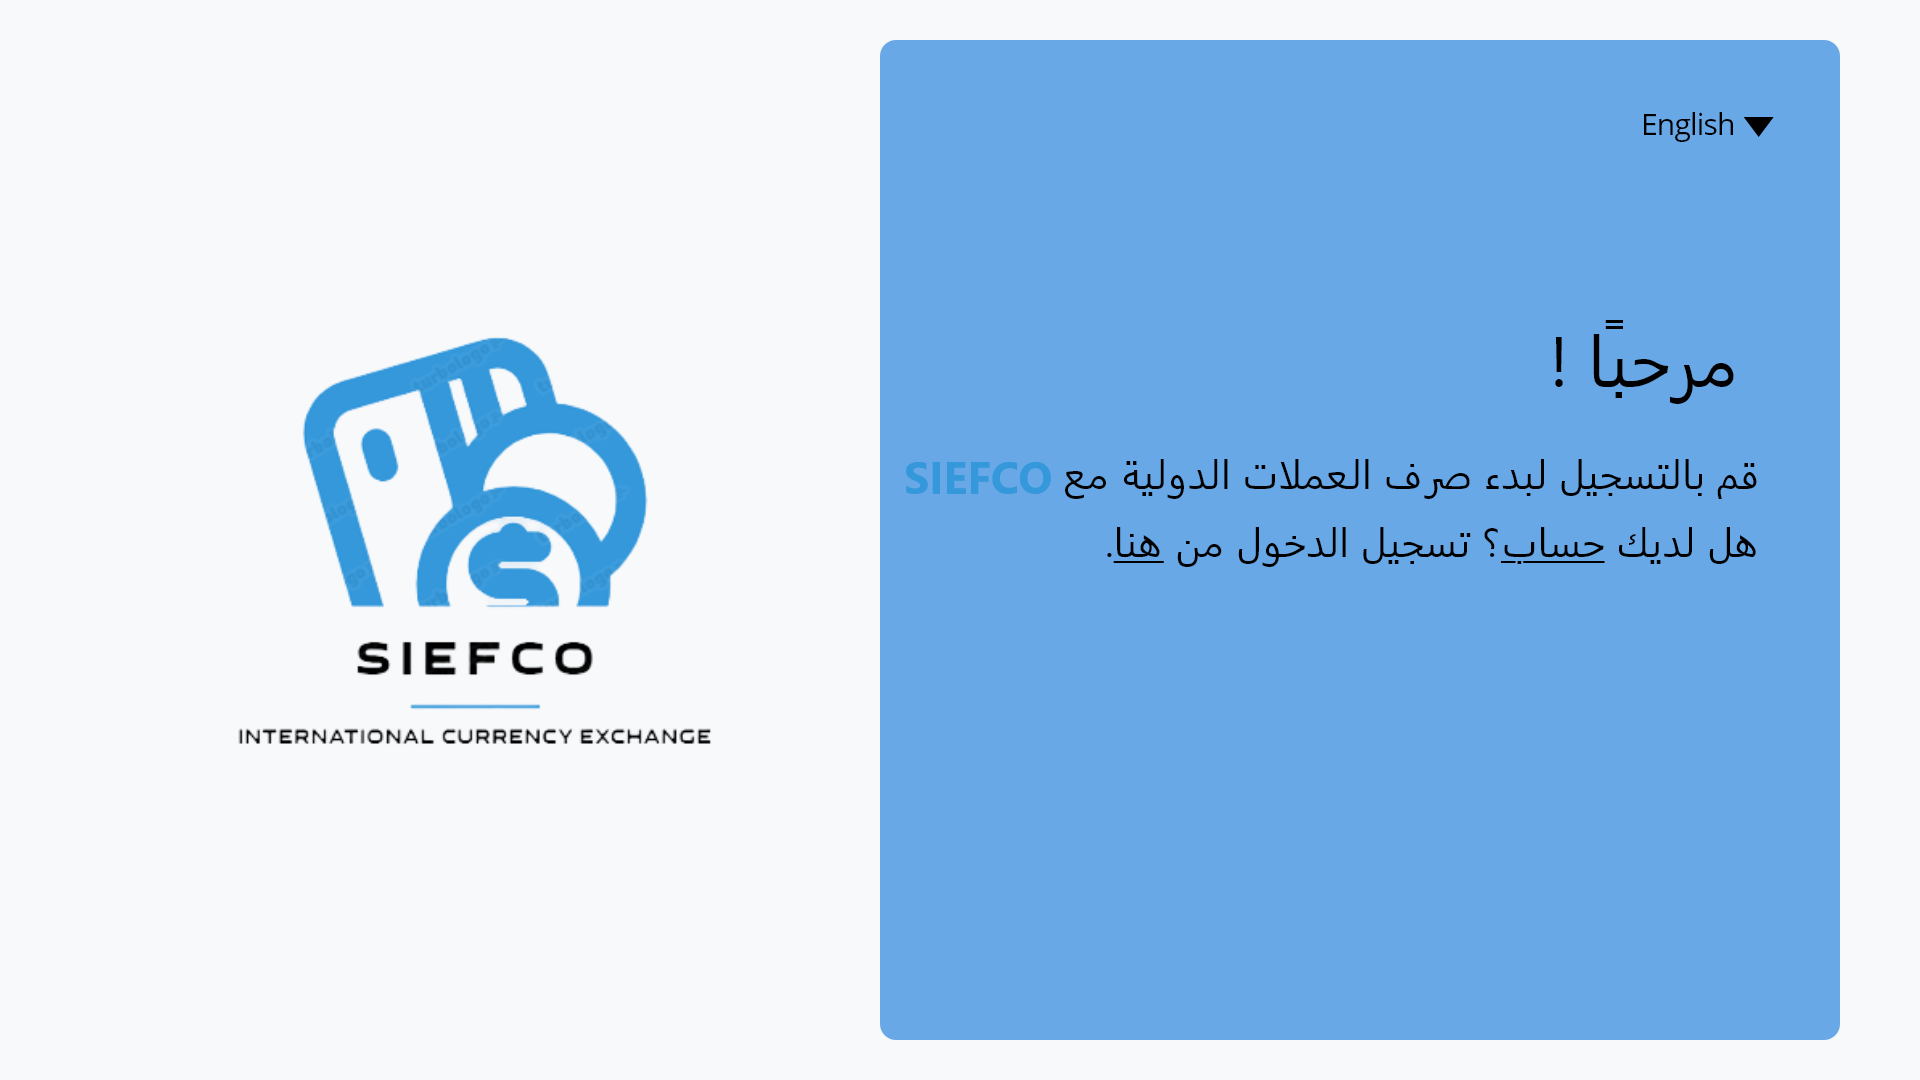 SIEFCO
INTERNATIONAL CURRENCY EXCHANGE
English
مرحبًا !
قم بالتسجيل لبدء صرف العملات الدولية مع SIEFCO
هل لديك حساب؟ تسجيل الدخول من هنا.